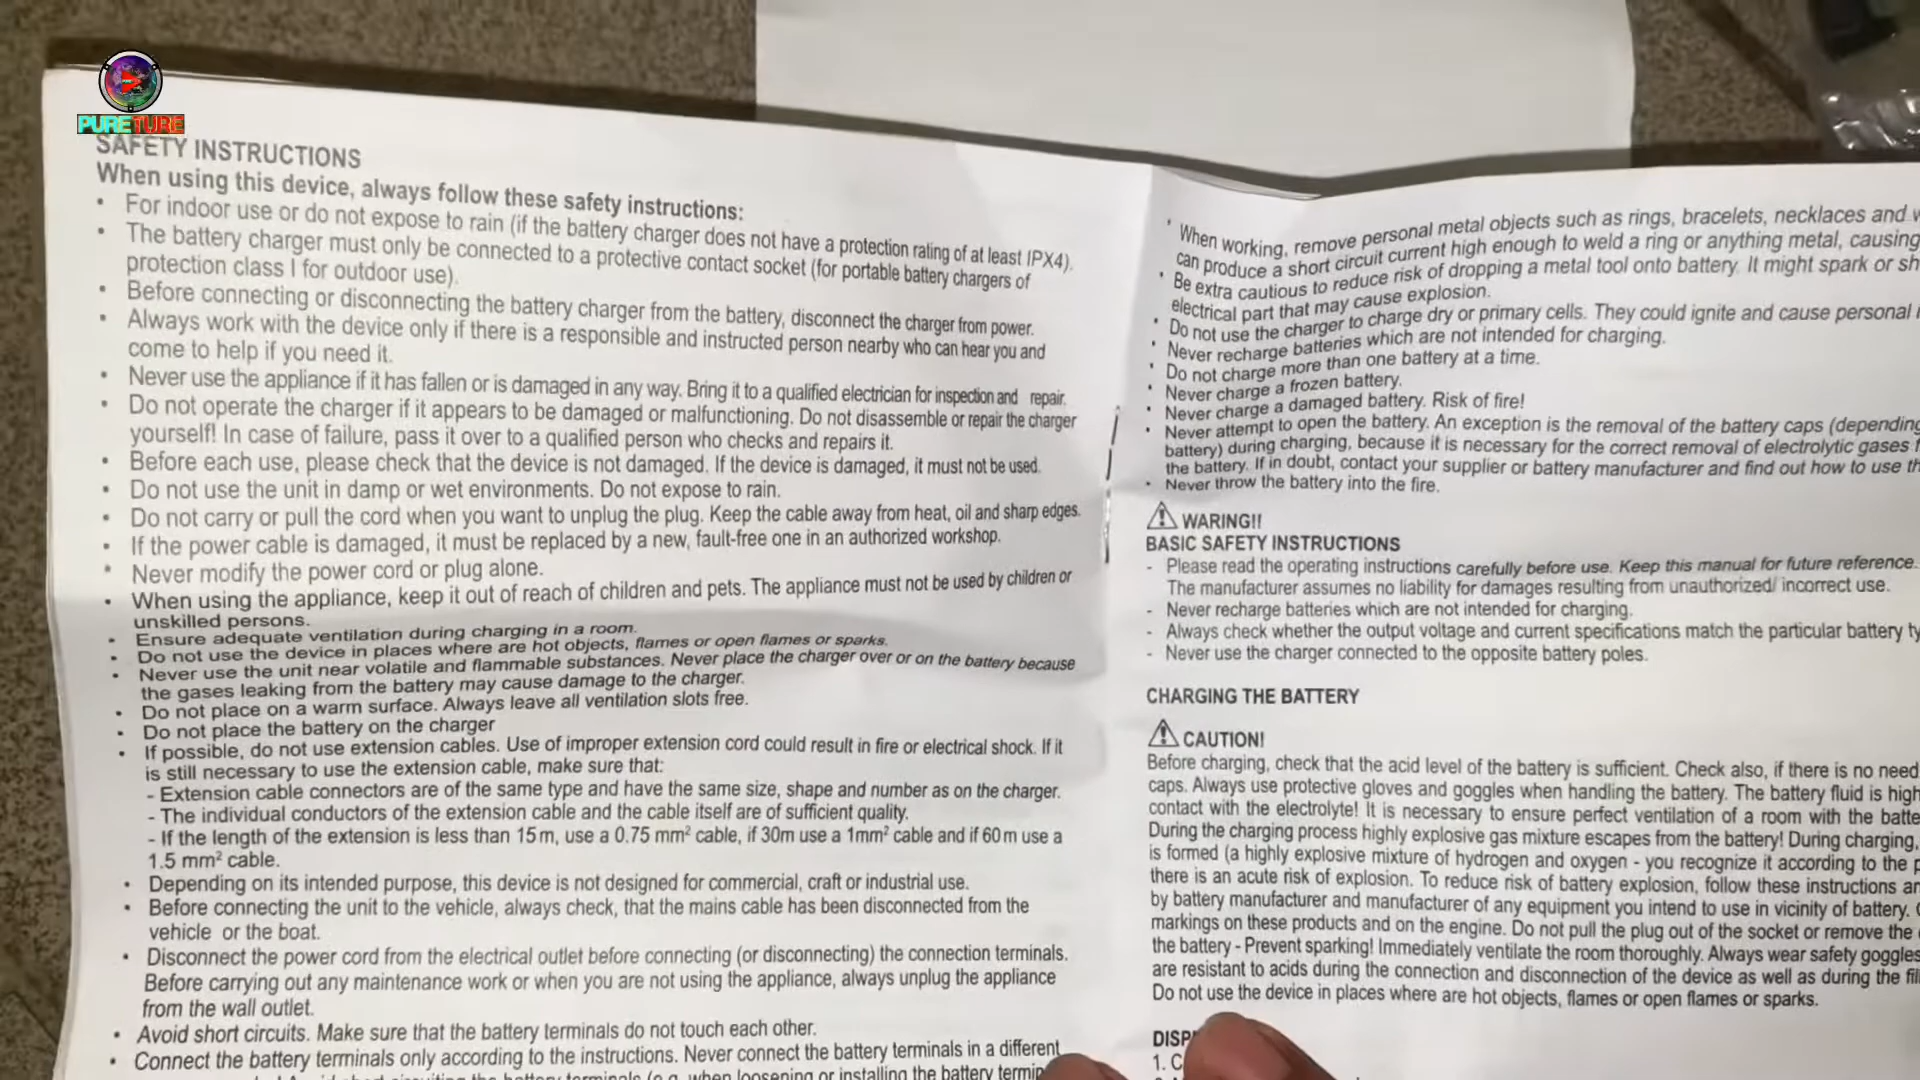 PURETUBE
SAFETY INSTRUCTIONS
When using this device, always follow these safety instructions:
• For indoor use or do not expose to rain (if the battery charger does not have a protection rating of at least IPX4).
• The battery charger must only be connected to a protective contact socket (for portable battery chargers of
protection class I for outdoor use).
• Before connecting or disconnecting the battery charger from the battery, disconnect the charger from power.
• Always work with the device only if there is a responsible and instructed person nearby who can hear you and
come to help if you need it.
• Never use the appliance if it has fallen or is damaged in any way. Bring it to a qualified electrician for inspection and repair.
• Do not operate the charger if it appears to be damaged or malfunctioning. Do not disassemble or repair the charger
yourself! In case of failure, pass it over to a qualified person who checks and repairs it.
• Before each use, please check that the device is not damaged. If the device is damaged, it must not be used.
• Do not use the unit in damp or wet environments. Do not expose to rain.
• Do not carry or pull the cord when you want to unplug the plug. Keep the cable away from heat, oil and sharp edges.
• If the power cable is damaged, it must be replaced by a new, fault-free one in an authorized workshop.
• Never modify the power cord or plug alone.
• When using the appliance, keep it out of reach of children and pets. The appliance must not be used by children or
unskilled persons.
• Ensure adequate ventilation during charging in a room.
• Do not use the device in places where are hot objects, flames or open flames or sparks.
• Never use the unit near volatile and flammable substances. Never place the charger over or on the battery because
the gases leaking from the battery may cause damage to the charger.
• Do not place on a warm surface. Always leave all ventilation slots free.
• Do not place the battery on the charger
• If possible, do not use extension cables. Use of improper extension cord could result in fire or electrical shock. If it
is still necessary to use the extension cable, make sure that:
- Extension cable connectors are of the same type and have the same size, shape and number as on the charger.
- The individual conductors of the extension cable and the cable itself are of sufficient quality.
- If the length of the extension is less than 15 m, use a 0.75 mm² cable, if 30m use a 1mm² cable and if 60 m use a
1.5 mm² cable.
• Depending on its intended purpose, this device is not designed for commercial, craft or industrial use.
• Before connecting the unit to the vehicle, always check, that the mains cable has been disconnected from the
vehicle or the boat.
• Disconnect the power cord from the electrical outlet before connecting (or disconnecting) the connection terminals.
Before carrying out any maintenance work or when you are not using the appliance, always unplug the appliance
from the wall outlet.
• Avoid short circuits. Make sure that the battery terminals do not touch each other.
• Connect the battery terminals only according to the instructions. Never connect the battery terminals in a different
when loosening or installing the battery
• When working, remove personal metal objects such as rings, bracelets, necklaces and
can produce a short circuit current high enough to weld a ring or anything metal, causing
• Be extra cautious to reduce risk of dropping a metal tool onto battery. It might spark or
electrical part that may cause explosion.
• Do not use the charger to charge dry or primary cells. They could ignite and cause personal
• Never recharge batteries which are not intended for charging.
• Do not charge more than one battery at a time.
• Never charge a frozen battery.
• Never charge a damaged battery. Risk of fire!
• Never attempt to open the battery. An exception is the removal of the battery caps (depending
battery) during charging, because it is necessary for the correct removal of electrolytic gases
the battery. If in doubt, contact your supplier or battery manufacturer and find out how to use
• Never throw the battery into the fire.
WARING!!
BASIC SAFETY INSTRUCTIONS
- Please read the operating instructions carefully before use. Keep this manual for future reference.
The manufacturer assumes no liability for damages resulting from unauthorized/ incorrect use.
- Never recharge batteries which are not intended for charging.
- Always check whether the output voltage and current specifications match the particular battery
- Never use the charger connected to the opposite battery poles.
CHARGING THE BATTERY
CAUTION!
Before charging, check that the acid level of the battery is sufficient. Check also, if there is no need
caps. Always use protective gloves and goggles when handling the battery. The battery fluid is
contact with the electrolyte! It is necessary to ensure perfect ventilation of a room with the
During the charging process highly explosive gas mixture escapes from the battery! During charging,
is formed (a highly explosive mixture of hydrogen and oxygen - you recognize it according to the
there is an acute risk of explosion. To reduce risk of battery explosion, follow these instructions
by battery manufacturer and manufacturer of any equipment you intend to use in vicinity of battery.
markings on these products and on the engine. Do not pull the plug out of the socket or remove the
the battery - Prevent sparking! Immediately ventilate the room thoroughly. Always wear safety goggles
are resistant to acids during the connection and disconnection of the device as well as during the
Do not use the device in places where are hot objects, flames or open flames or sparks.